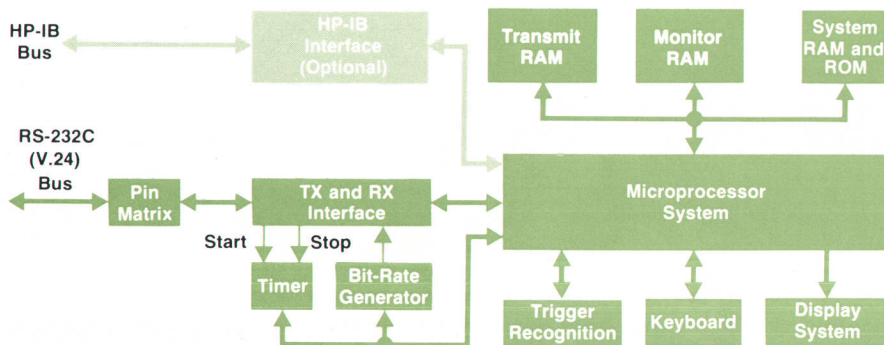 HP-IB
Bus
HP-IB
Interface
(Optional)
Transmit
RAM
Monitor
RAM
System
RAM and
ROM
RS-232C
(V.24)
Bus
Pin
Matrix
TX and RX
Interface
Microprocessor
System
Start
Stop
Timer
Bit-Rate
Generator
Trigger
Recognition
Keyboard
Display
System